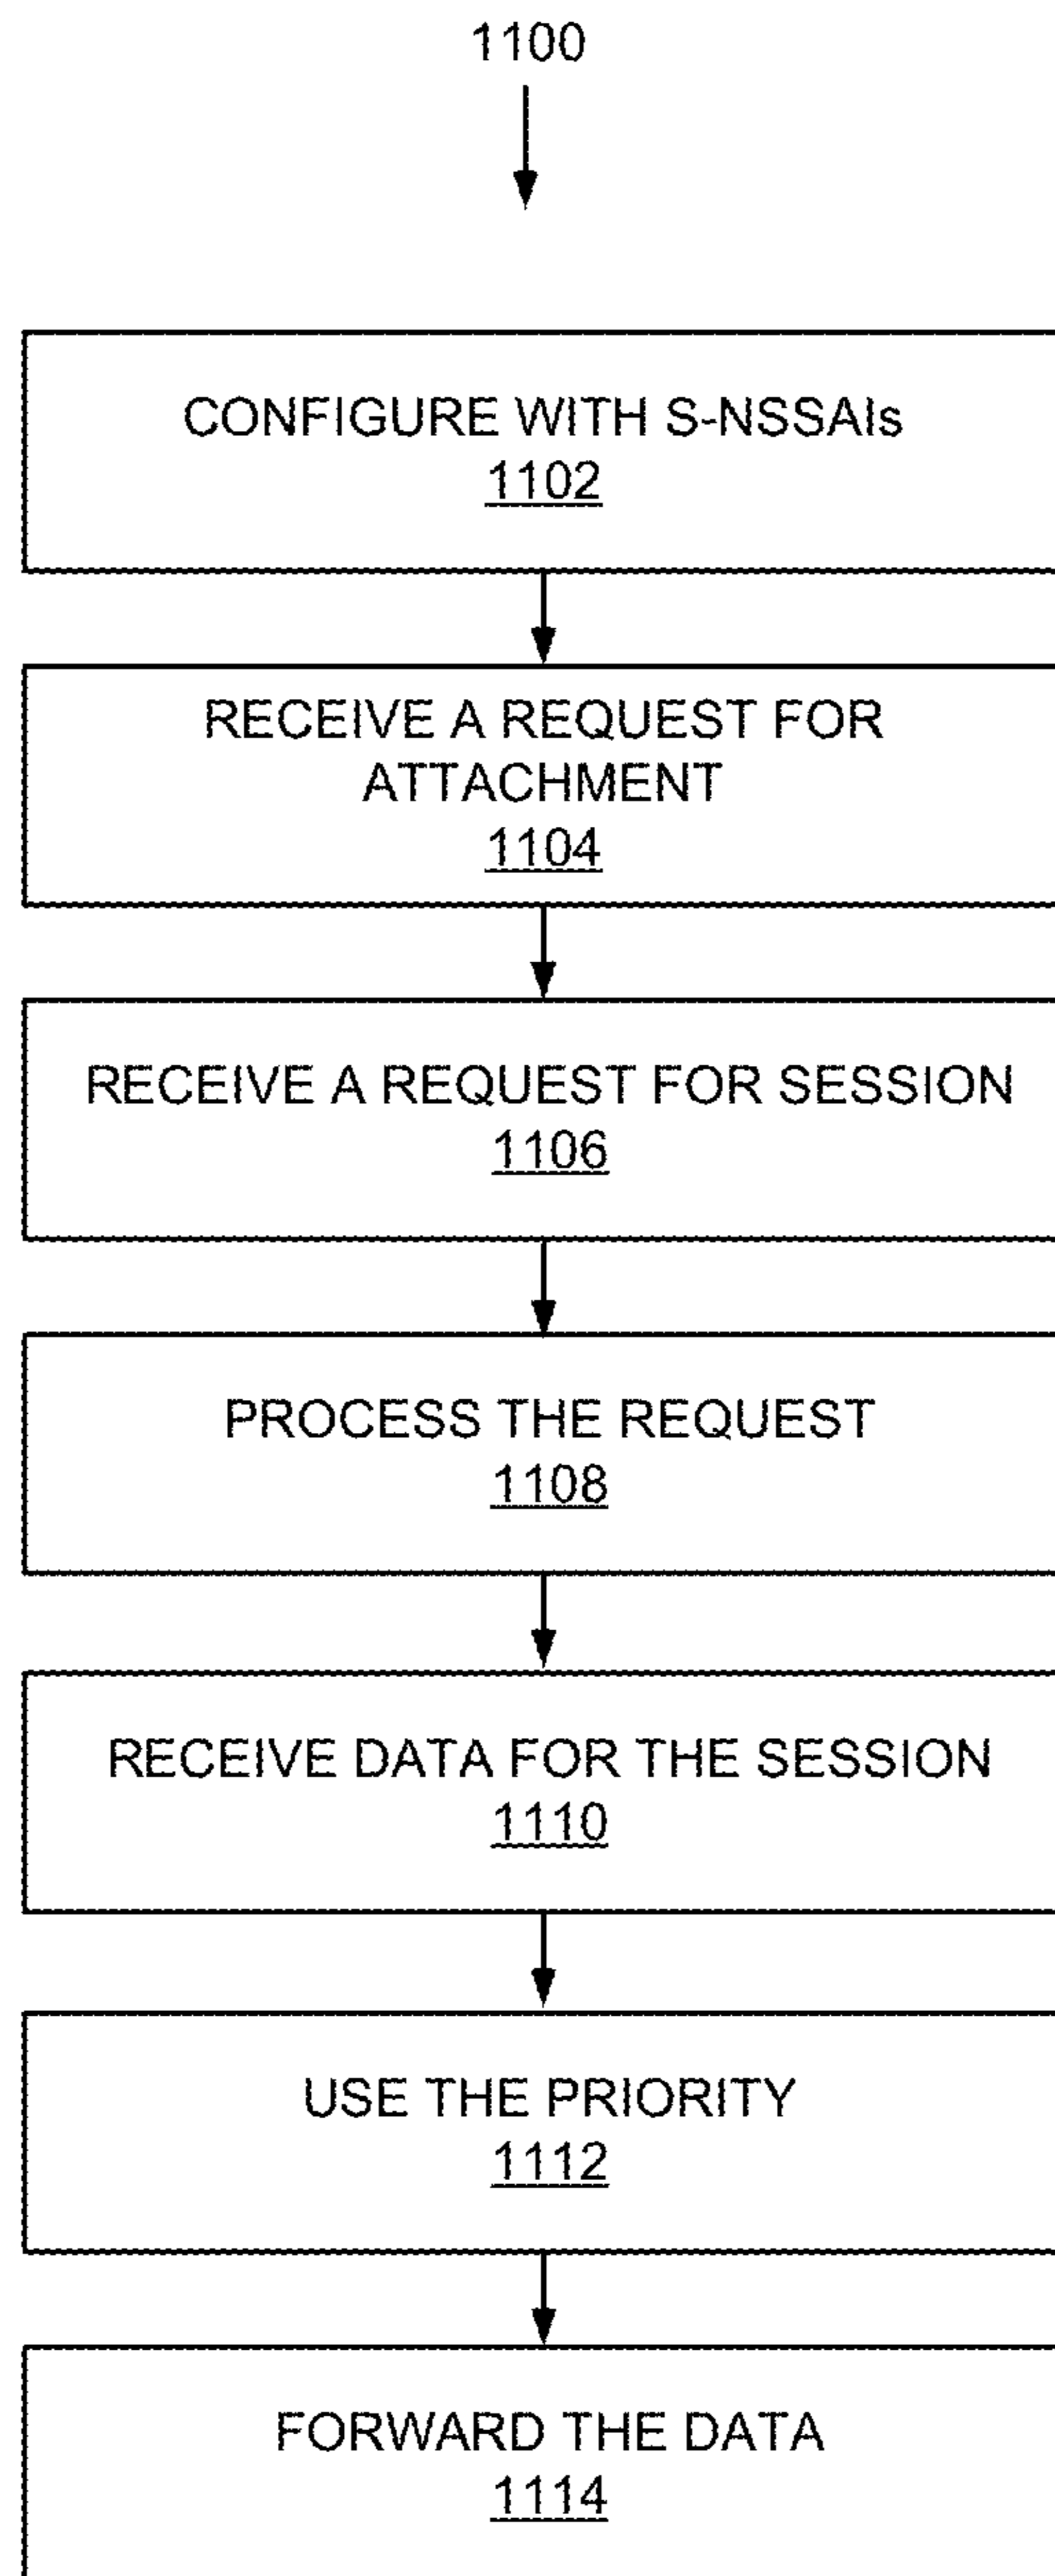 1100
CONFIGURE WITH S-NSSAIs
1102
RECEIVE A REQUEST FOR
ATTACHMENT
1104
RECEIVE A REQUEST FOR SESSION
1106
PROCESS THE REQUEST
1108
RECEIVE DATA FOR THE SESSION
1110
USE THE PRIORITY
1112
FORWARD THE DATA
1114